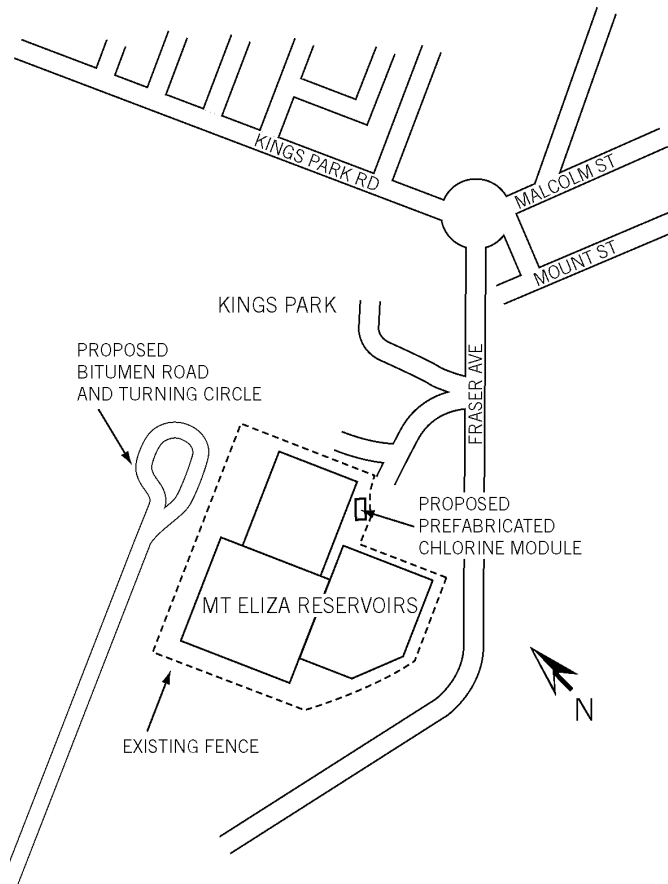 KINGS PARK RD
MALCOLM ST
MOUNT ST
KINGS PARK
PROPOSED
BITUMEN ROAD
AND TURNING CIRCLE
FRASER AVE
PROPOSED
PREFABRICATED
CHLORINE MODULE
MT ELIZA RESERVOIRS
N
EXISTING FENCE